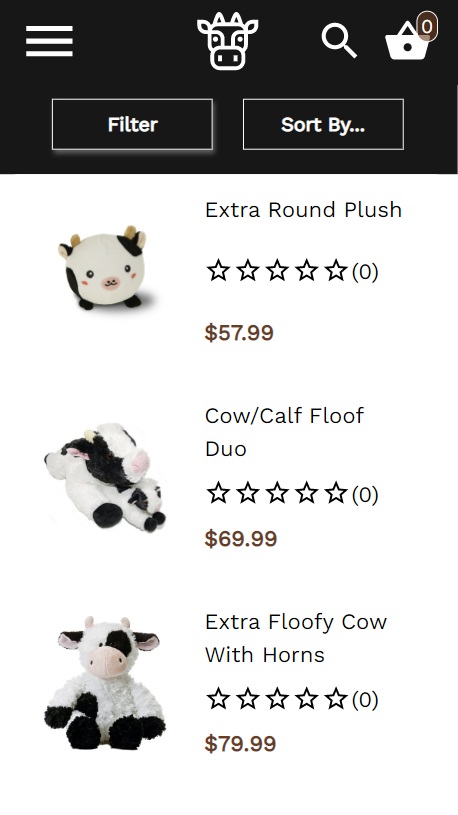 0
Filter
Sort By...
Extra Round Plush
(0)
$57.99
Cow/Calf Floof
Duo
(0)
$69.99
Extra Floofy Cow
With Horns
(0)
$79.99